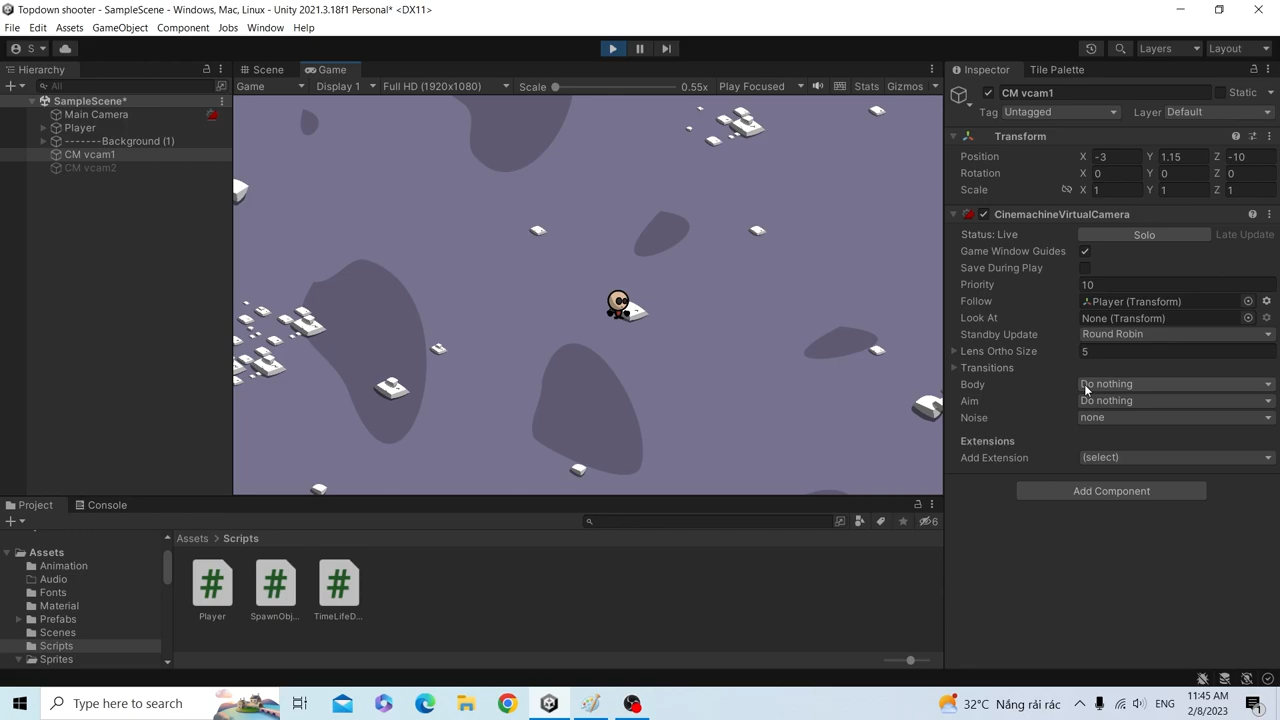 Topdown shooter - SampleScene - Windows, Mac, Linux - Unity 2021.3.18f1 Personal* <DX11>
File Edit Assets GameObject Component Jobs Window Help
S Layers Layout
Hierarchy Scene Game Inspector Tile Palette
All Game Display 1 Full HD (1920x1080) Scale 0.55x Play Focused Stats Gizmos
SampleScene*
Main Camera
Player
-------Background (1)
CM vcam1
CM vcam2
CM vcam1 Static
Tag Untagged Layer Default
Transform
Position X -3 Y 1.15 Z -10
Rotation X 0 Y 0 Z 0
Scale X 1 Y 1 Z 1
CinemachineVirtualCamera
Status: Live Solo Late Update
Game Window Guides
Save During Play
Priority 10
Follow Player (Transform)
Look At None (Transform)
Standby Update Round Robin
Lens Ortho Size 5
Transitions
Body Do nothing
Aim Do nothing
Noise none
Extensions
Add Extension (select)
Add Component
Project Console
6
Assets
Animation
Audio
Fonts
Material
Prefabs
Scenes
Scripts
Sprites
Assets > Scripts
Player SpawnObj... TimeLifeD...
Type here to search
32°C Nắng rải rác ENG 11:45 AM
2/8/2023 1